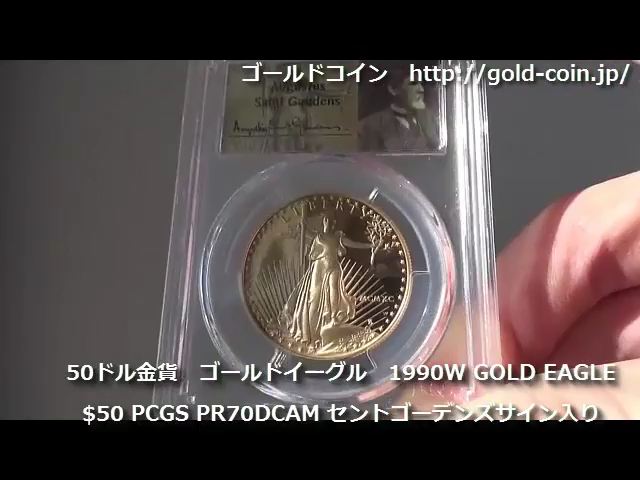 ゴールドコイン　http://gold-coin.jp/
Augustus
Saint Gaudens
LIBERTY
MCMXC
50ドル金貨　ゴールドイーグル　1990W GOLD EAGLE
$50 PCGS PR70DCAM セントゴーデンズサイン入り